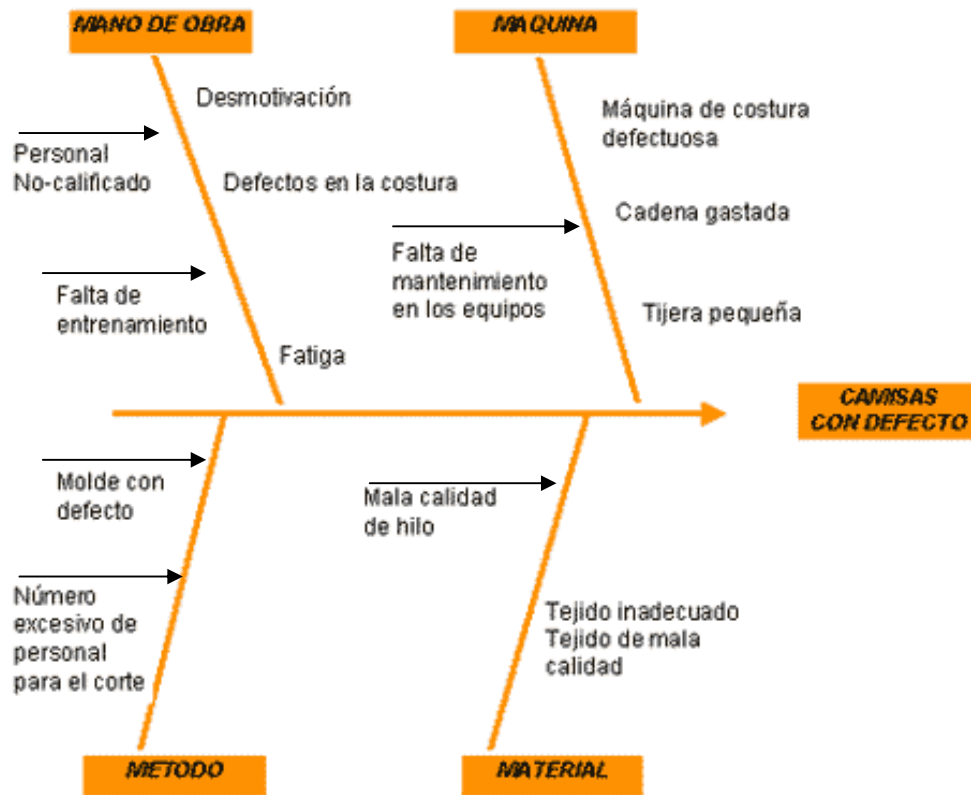 MANO DE OBRA
MAQUINA
Desmotivación
Personal
No-calificado
Defectos en la costura
Falta de
entrenamiento
Fatiga
Máquina de costura
defectuosa
Cadena gastada
Falta de
mantenimiento
en los equipos
Tijera pequeña
CAMISAS
CON DEFECTO
Molde con
defecto
Número
excesivo de
personal
para el corte
Mala calidad
de hilo
Tejido inadecuado
Tejido de mala
calidad
METODO
MATERIAL